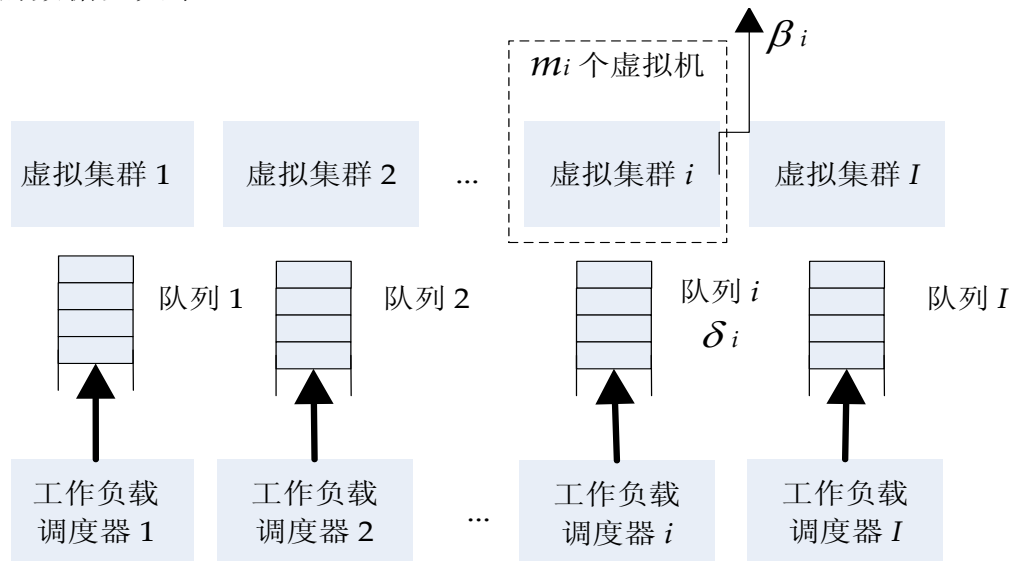 β i
mi 个虚拟机
虚拟集群 1
虚拟集群 2
...
虚拟集群 i
虚拟集群 I
队列 1
队列 2
队列 i
δ i
队列 I
工作负载
调度器 1
工作负载
调度器 2
...
工作负载
调度器 i
工作负载
调度器 I